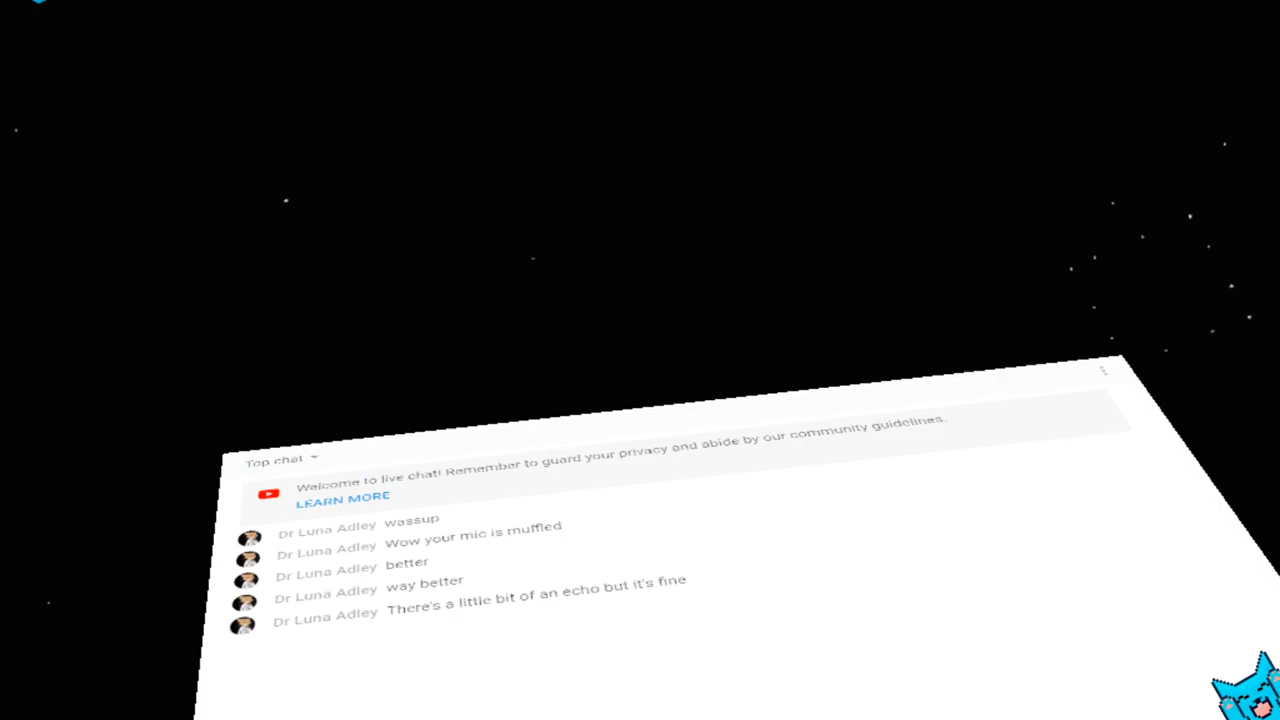 Top chat
Welcome to live chat! Remember to guard your privacy and abide by our community guidelines.
LEARN MORE
Dr Luna Adley wassup
Dr Luna Adley Wow your mic is muffled
Dr Luna Adley better
Dr Luna Adley way better
Dr Luna Adley There's a little bit of an echo but it's fine